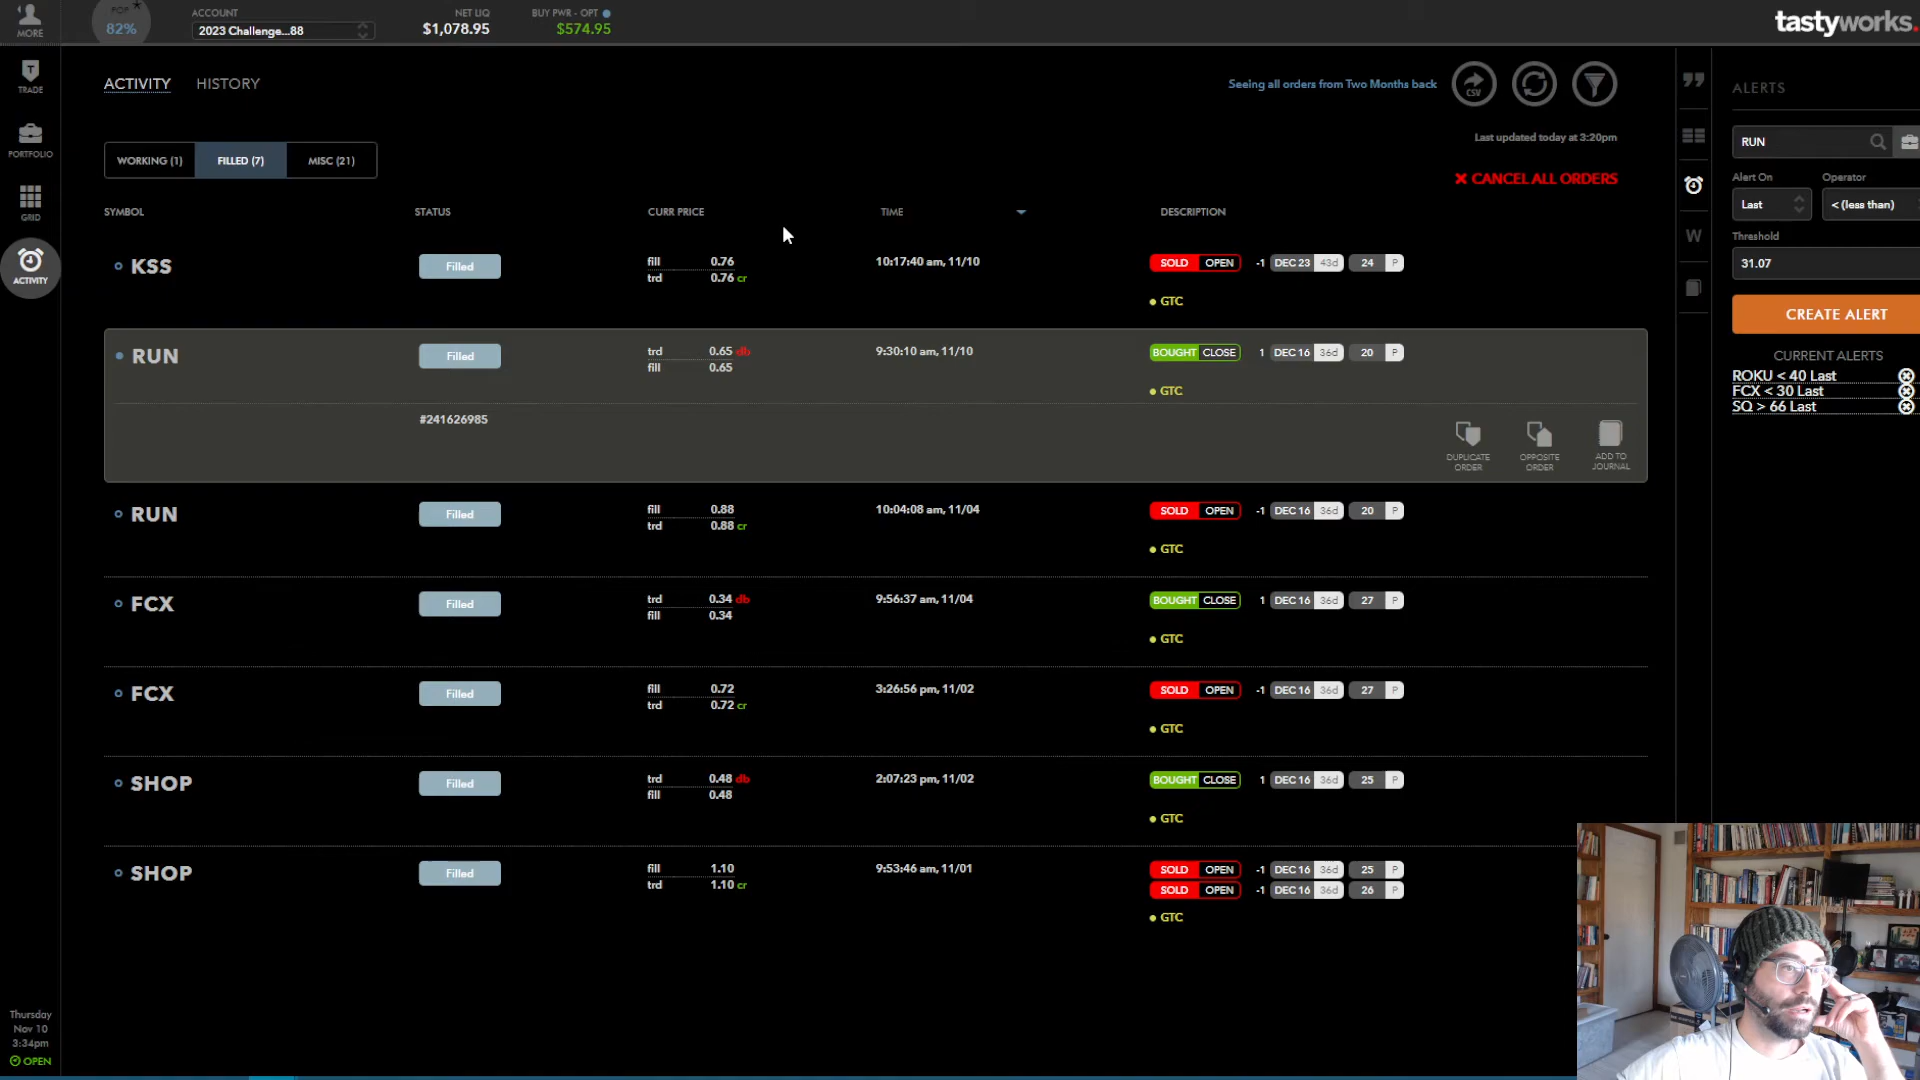 MORE
POP
82%
ACCOUNT
2023 Challenge...88
NET LIQ
$1,078.95
BUY PWR - OPT
$574.95
tastyworks.
TRADE
PORTFOLIO
GRID
ACTIVITY
ACTIVITY HISTORY
Seeing all orders from Two Months back
CSV
Last updated today at 3:20pm
WORKING (1) FILLED (7) MISC (21)
CANCEL ALL ORDERS
SYMBOL STATUS CURR PRICE TIME DESCRIPTION
KSS Filled fill 0.76 10:17:40 am, 11/10 SOLD OPEN -1 DEC 23 43d 24 P
trd 0.76 cr
GTC
RUN Filled trd 0.65 db 9:30:10 am, 11/10 BOUGHT CLOSE 1 DEC 16 36d 20 P
fill 0.65
GTC
#241626985
DUPLICATE ORDER
OPPOSITE ORDER
ADD TO JOURNAL
RUN Filled fill 0.88 10:04:08 am, 11/04 SOLD OPEN -1 DEC 16 36d 20 P
trd 0.88 cr
GTC
FCX Filled trd 0.34 db 9:56:37 am, 11/04 BOUGHT CLOSE 1 DEC 16 36d 27 P
fill 0.34
GTC
FCX Filled fill 0.72 3:26:56 pm, 11/02 SOLD OPEN -1 DEC 16 36d 27 P
trd 0.72 cr
GTC
SHOP Filled trd 0.48 db 2:07:23 pm, 11/02 BOUGHT CLOSE 1 DEC 16 36d 25 P
fill 0.48
GTC
SHOP Filled fill 1.10 9:53:46 am, 11/01 SOLD OPEN -1 DEC 16 36d 25 P
trd 1.10 cr SOLD OPEN -1 DEC 16 36d 26 P
GTC
W
ALERTS
RUN
Alert On Operator
Last < (less than)
Threshold
31.07
CREATE ALERT
CURRENT ALERTS
ROKU < 40 Last
FCX < 30 Last
SQ > 66 Last
Thursday
Nov 10
3:34pm
OPEN